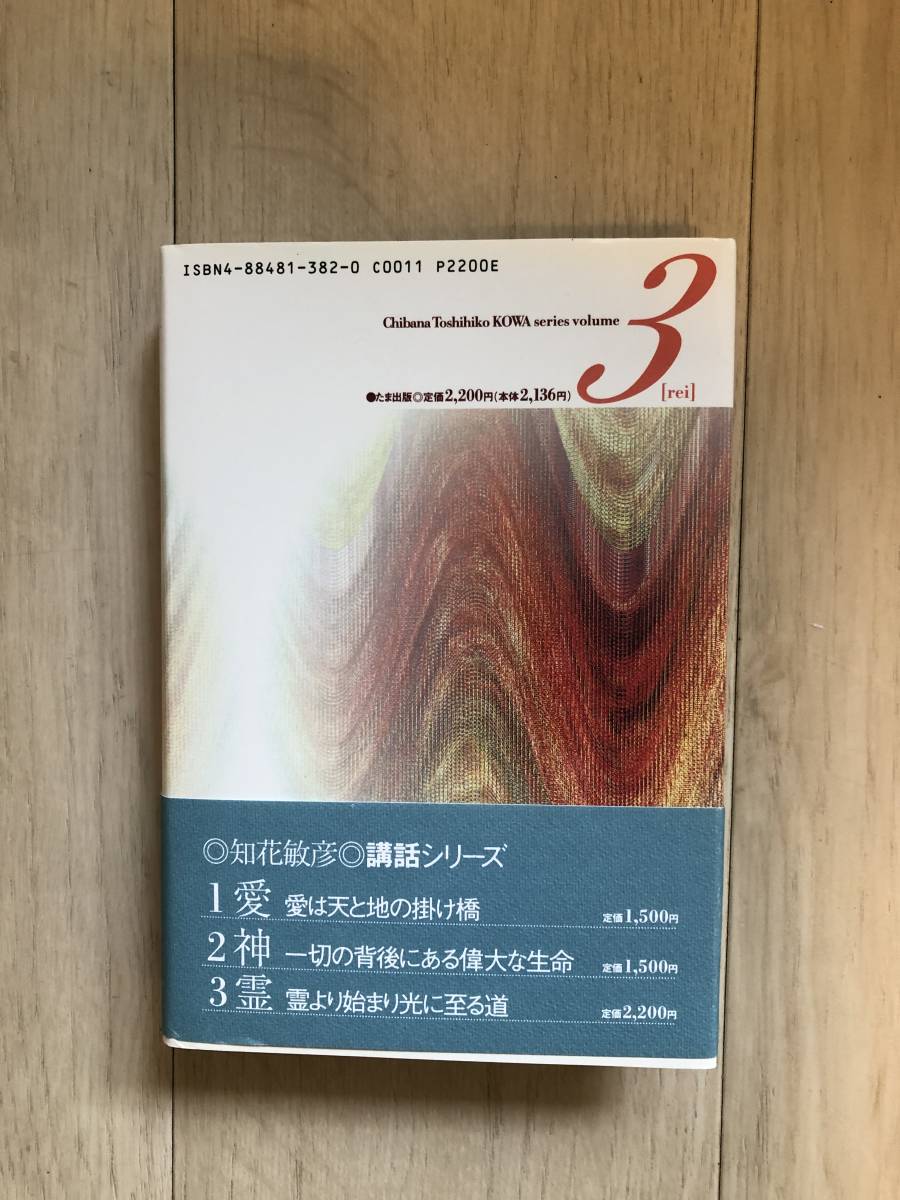 ISBN4-88481-382-0 C0011 P2200E
Chibana Toshihiko KOWA series volume 3
[rei]
●たま出版◎定価2,200円(本体2,136円)
◎知花敏彦◎講話シリーズ
1 愛 愛は天と地の掛け橋 定価1,500円
2 神 一切の背後にある偉大な生命 定価1,500円
3 霊 霊より始まり光に至る道 定価2,200円